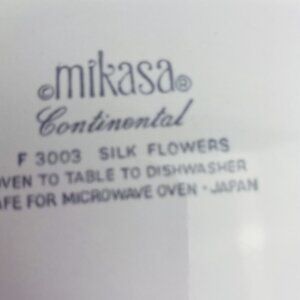 ©mikasa®
Continental
F 3003 SILK FLOWERS
VEN TO TABLE TO DISHWASHER
AFE FOR MICROWAVE OVEN · JAPAN